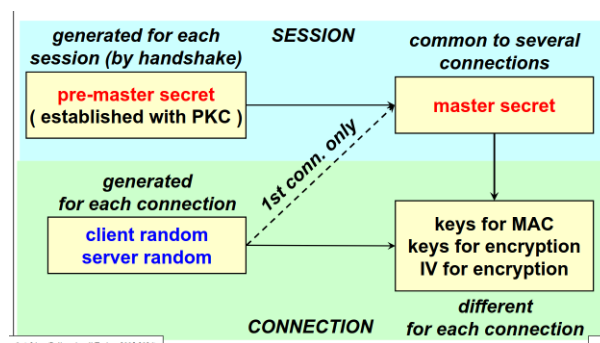 generated for each
session (by handshake)
SESSION
common to several
connections
pre-master secret
( established with PKC )
master secret
1st conn. only
generated
for each connection
client random
server random
keys for MAC
keys for encryption
IV for encryption
different
for each connection
CONNECTION